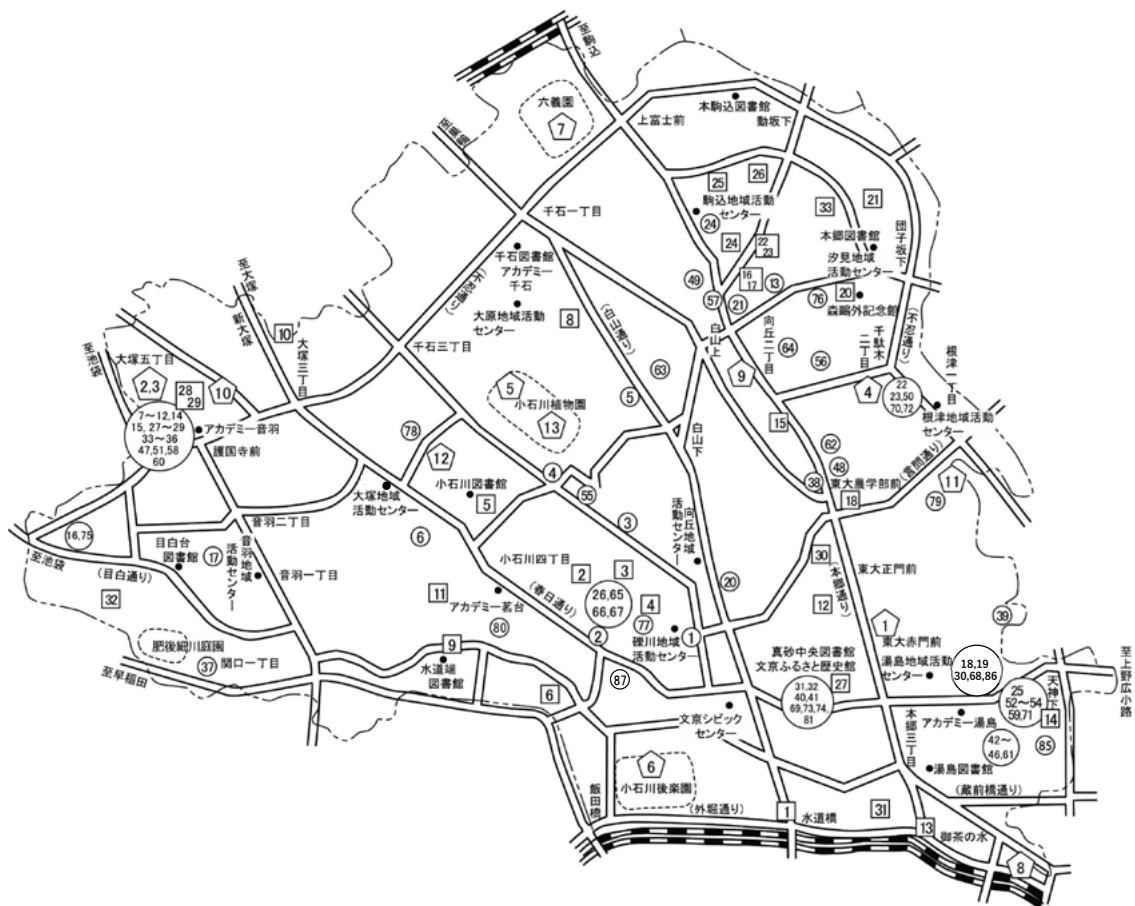 至駒込
六義園
7
至巣鴨
上富士前
本駒込図書館
動坂下
25
26
駒込地域活動
センター
24
24
22
23
33
21
本郷図書館
汐見地域
活動センター
団子坂下
千石一丁目
千石図書館
アカデミー
千石
大原地域活動
センター
8
(不忍通り)
(白山通り)
49
57
16
17
21
13
76
20
森鷗外記念館
白山上
向丘二丁目
64
56
千駄木
二丁目
(不忍通り)
根津一丁目
至大塚
新大塚
10
大塚三丁目
千石三丁目
至池袋
大塚五丁目
2,3
28
29
10
7～12,14
15, 27～29
33～36
47,51,58
60
アカデミー音羽
護国寺前
5
小石川植物園
13
63
5
9
4
22
23,50
70,72
根津地域活動
センター
15
白山下
78
12
小石川図書館
5
4
55
3
62
48
38
東大農学部前
18
(言問通り)
79
11
大塚地域
活動センター
6
向丘地域
活動センター
16,75
至池袋
(目白通り)
目白台
図書館
17
音羽二丁目
音羽地域
活動センター
音羽一丁目
小石川四丁目
2
3
26,65
66,67
4
77
礫川地域
活動センター
1
20
30
12
(本郷通り)
東大正門前
1
東大赤門前
39
32
11
アカデミー茗台
80
(春日通り)
2
87
肥後細川庭園
37
関口一丁目
至早稲田
9
水道端
図書館
6
真砂中央図書館
文京ふるさと歴史館
31,32
40,41
69,73,74,
81
27
湯島地域活動
センター
18,19
30,68,86
25
52～54
59,71
天神下
14
至上野広小路
アカデミー湯島
42～
46,61
85
本郷三丁目
湯島図書館
(蔵前橋通り)
文京シビック
センター
6
小石川後楽園
飯田橋
(外堀通り)
1
水道橋
31
13
御茶の水
8